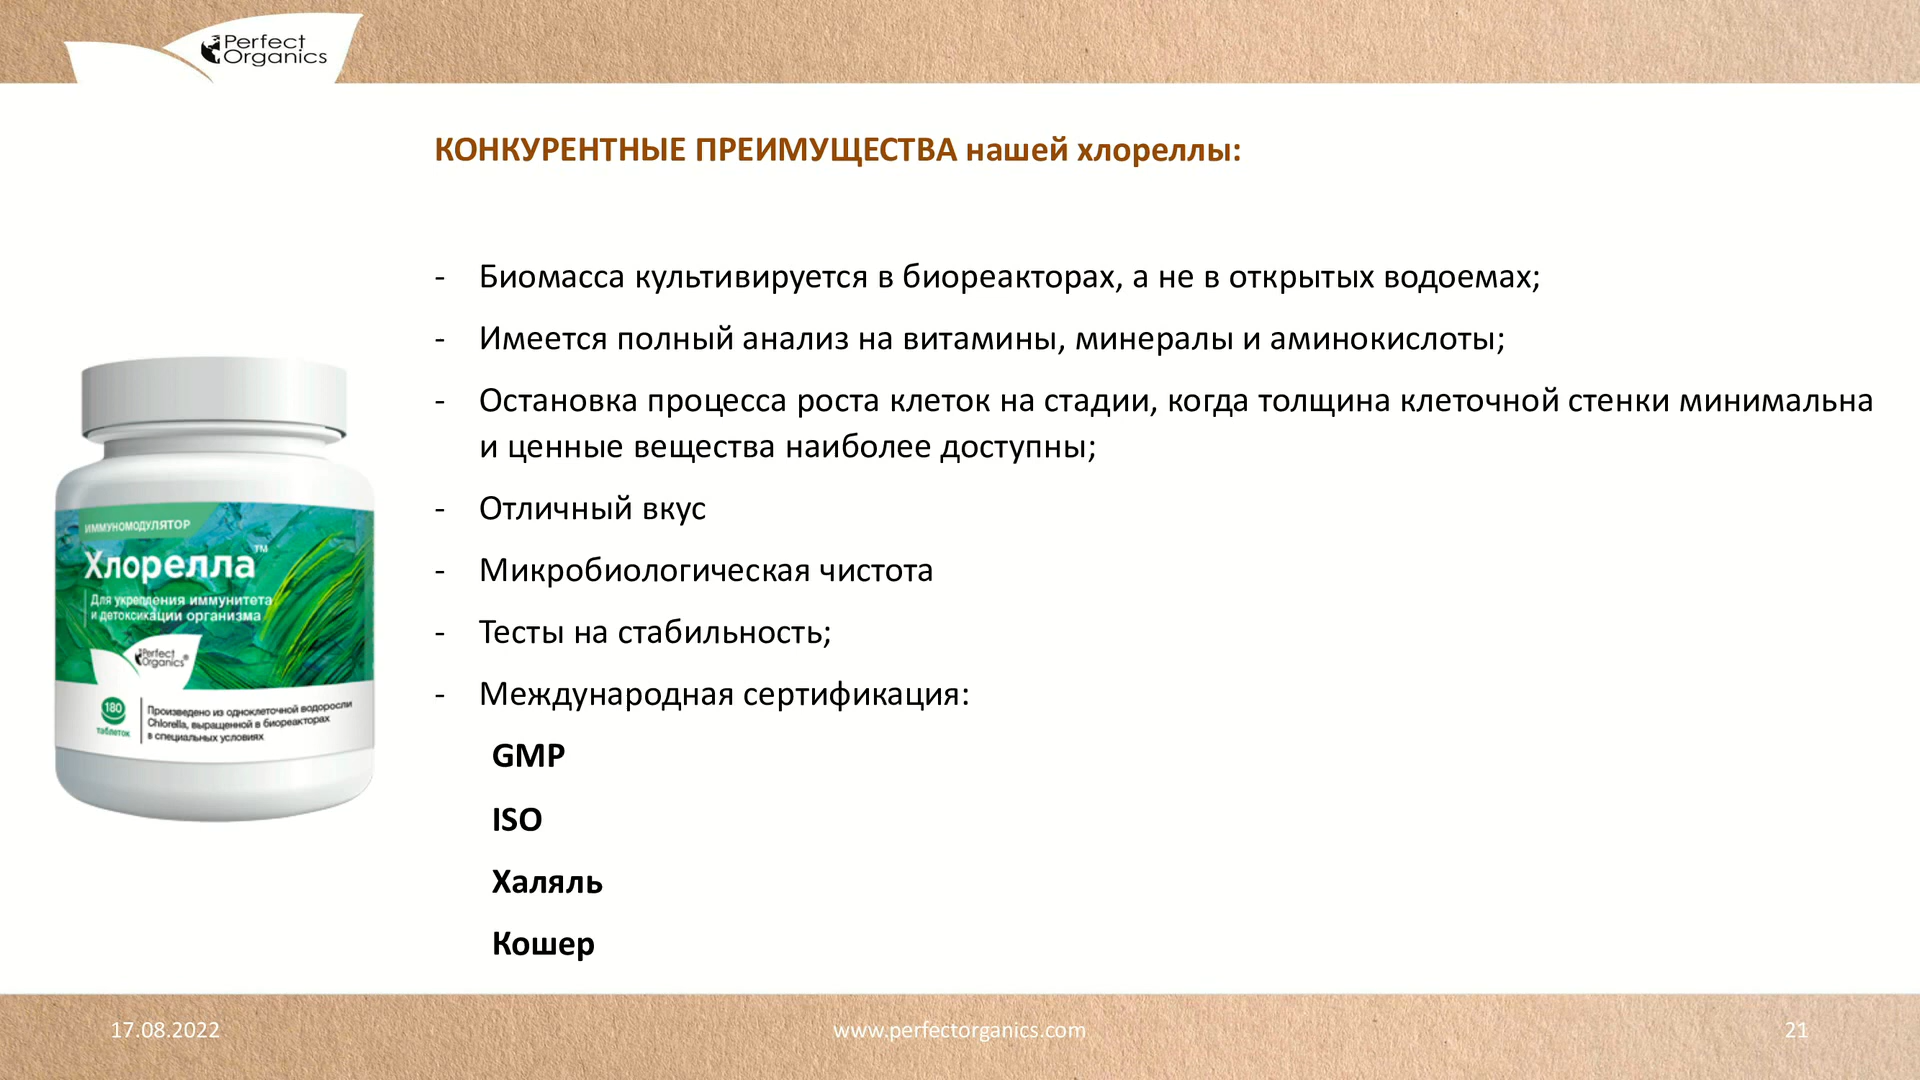 Perfect
Organics
КОНКУРЕНТНЫЕ ПРЕИМУЩЕСТВА нашей хлореллы:
- Биомасса культивируется в биореакторах, а не в открытых водоемах;
- Имеется полный анализ на витамины, минералы и аминокислоты;
- Остановка процесса роста клеток на стадии, когда толщина клеточной стенки минимальна
и ценные вещества наиболее доступны;
- Отличный вкус
- Микробиологическая чистота
- Тесты на стабильность;
- Международная сертификация:
GMP
ISO
Халяль
Кошер
ИММУНОМОДУЛЯТОР
Хлорелла™
Для укрепления иммунитета
и детоксикации организма
Perfect
Organics®
180
таблеток
Произведено из одноклеточной водоросли
Chlorella, выращенной в биореакторах
в специальных условиях
17.08.2022
www.perfectorganics.com
21